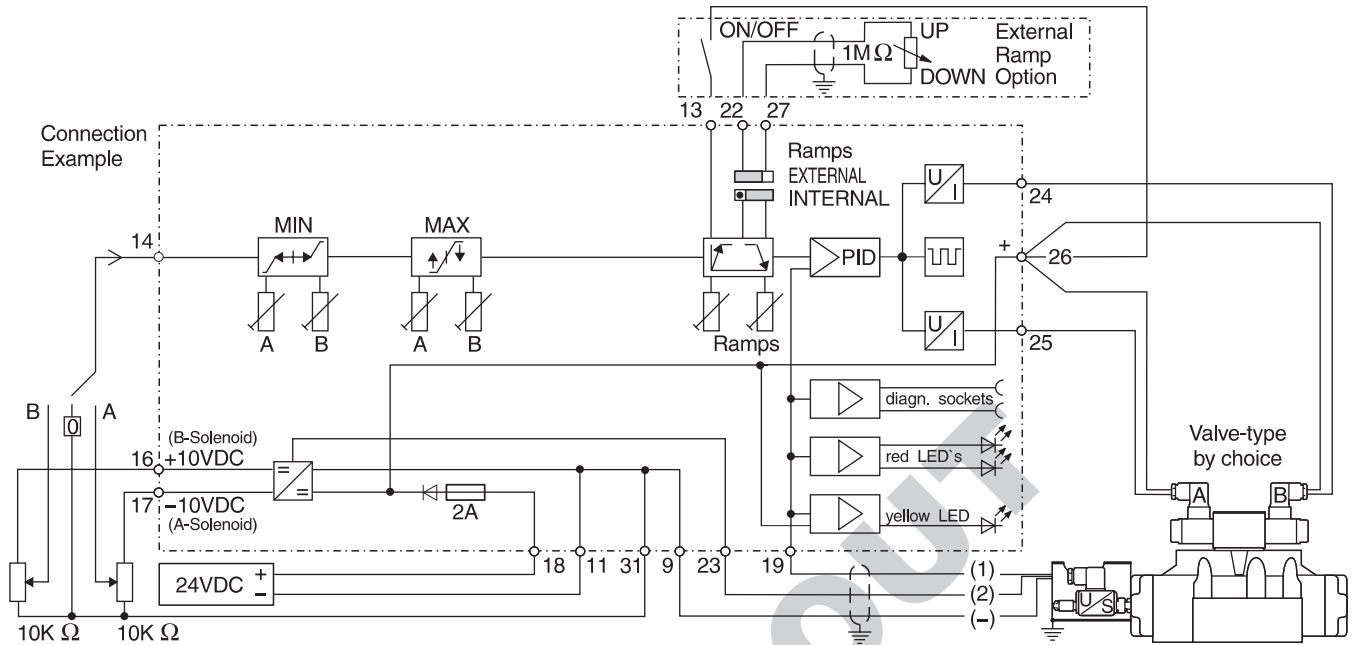 ON/OFF
UP
External
1MΩ
Ramp
DOWN
Option
13
22
27
Connection
Example
Ramps
EXTERNAL
INTERNAL
U
I
24
MIN
MAX
14
PID
+
26
U
I
25
A
B
A
B
Ramps
B
0
A
diagn. sockets
(B-Solenoid)
16
+10VDC
=
=
red LED`s
Valve-type
by choice
17
–10VDC
(A-Solenoid)
2A
yellow LED
A
B
24VDC
+
–
18
11
31
9
23
19
(1)
(2)
(–)
U
S
10K Ω
10K Ω
OUT